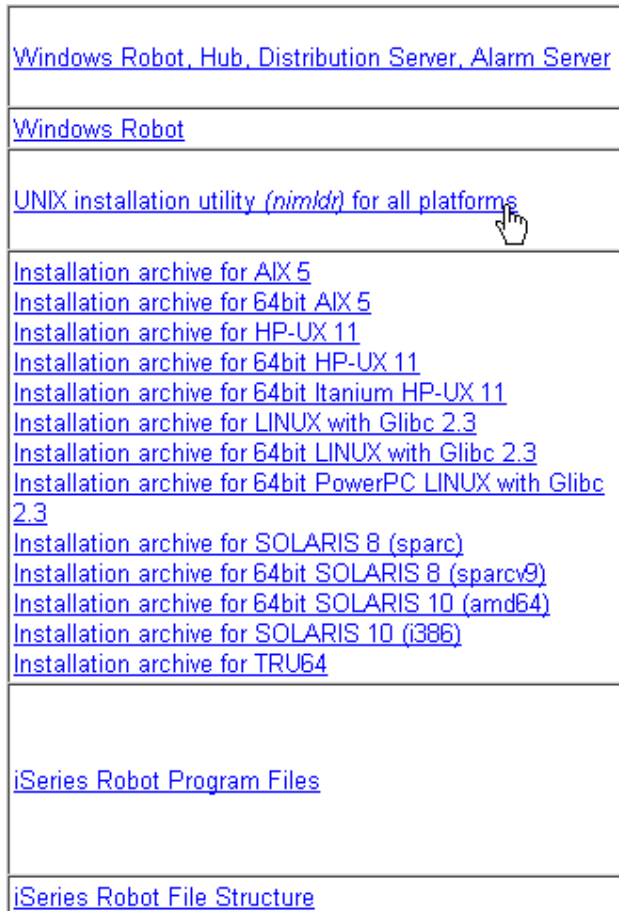 Windows Robot, Hub, Distribution Server, Alarm Server
Windows Robot
UNIX installation utility (nimldr) for all platforms
Installation archive for AIX 5
Installation archive for 64bit AIX 5
Installation archive for HP-UX 11
Installation archive for 64bit HP-UX 11
Installation archive for 64bit Itanium HP-UX 11
Installation archive for LINUX with Glibc 2.3
Installation archive for 64bit LINUX with Glibc 2.3
Installation archive for 64bit PowerPC LINUX with Glibc
2.3
Installation archive for SOLARIS 8 (sparc)
Installation archive for 64bit SOLARIS 8 (sparcv9)
Installation archive for 64bit SOLARIS 10 (amd64)
Installation archive for SOLARIS 10 (i386)
Installation archive for TRU64
iSeries Robot Program Files
iSeries Robot File Structure